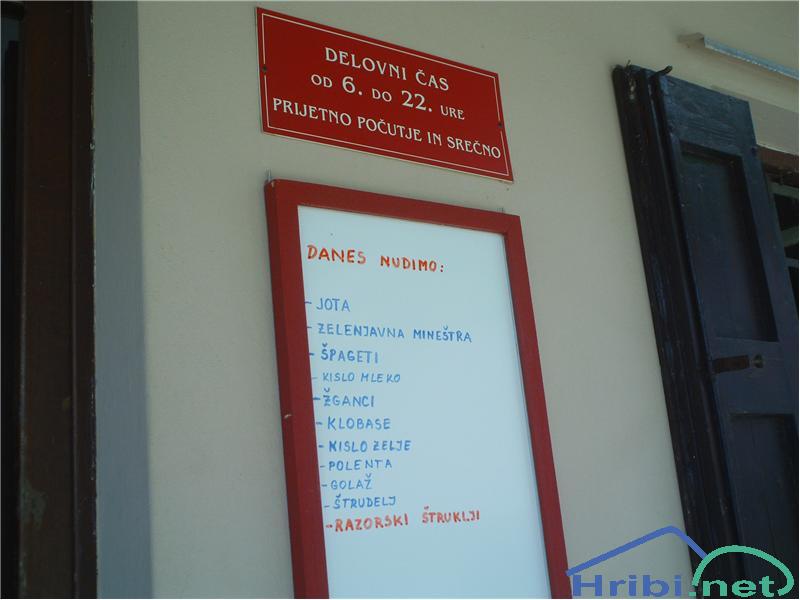 DELOVNI ČAS
OD 6. DO 22. URE
PRIJETNO POČUTJE IN SREČNO
DANES NUDIMO:
- JOTA
- ZELENJAVNA MINEŠTRA
- ŠPAGETI
- KISLO MLEKO
- ŽGANCI
- KLOBASE
- KISLO ZELJE
- POLENTA
- GOLAŽ
- ŠTRUDELJ
- RAZORSKI ŠTRUKLJI
Hribi.net